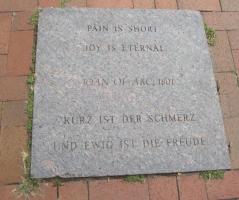 PAIN IS SHORT
JOY IS ETERNAL
JOAN OF ARC, 1801
KURZ IST DER SCHMERZ
UND EWIG IST DIE FREUDE